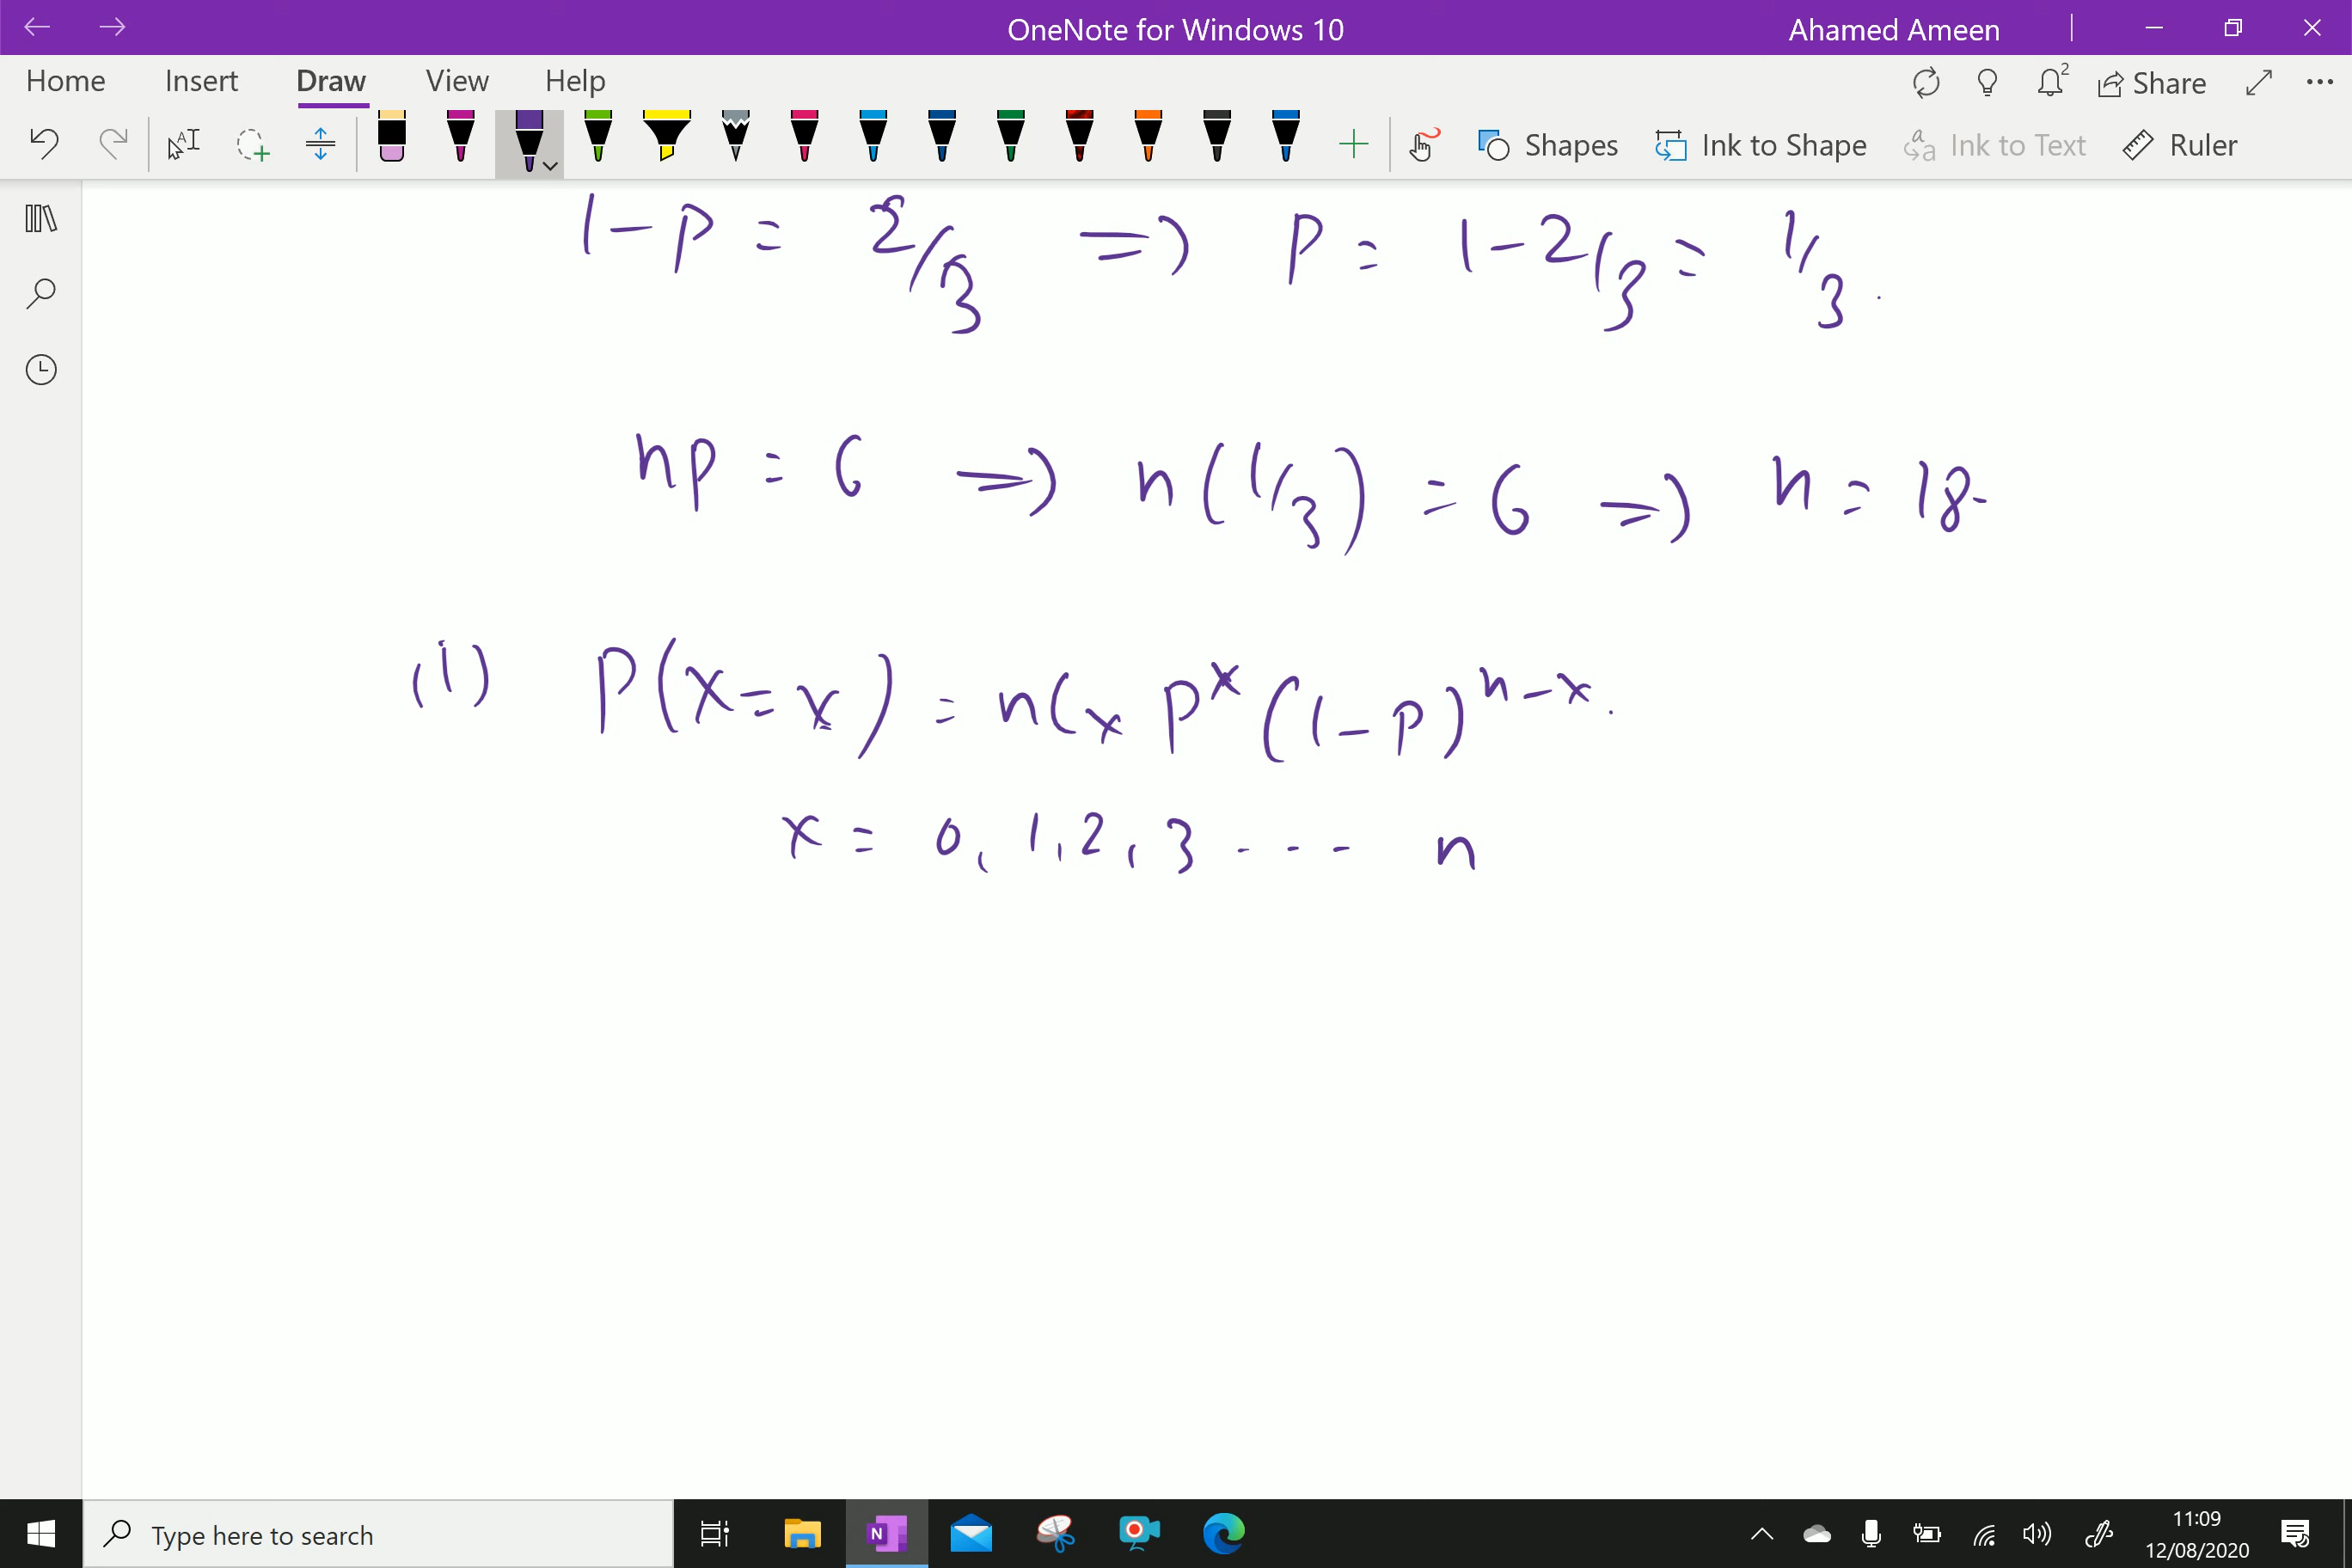 OneNote for Windows 10 Ahamed Ameen
Home Insert Draw View Help 2 Share
Shapes Ink to Shape Ink to Text Ruler
1-p = 2/3 => p = 1-2/3 = 1/3.
np = 6 => n(1/3) = 6 => n = 18
(i) P(X=x) = nCx p^x (1-p)^n-x.
x = 0, 1, 2, 3 - - - - n
Type here to search
11:09
12/08/2020